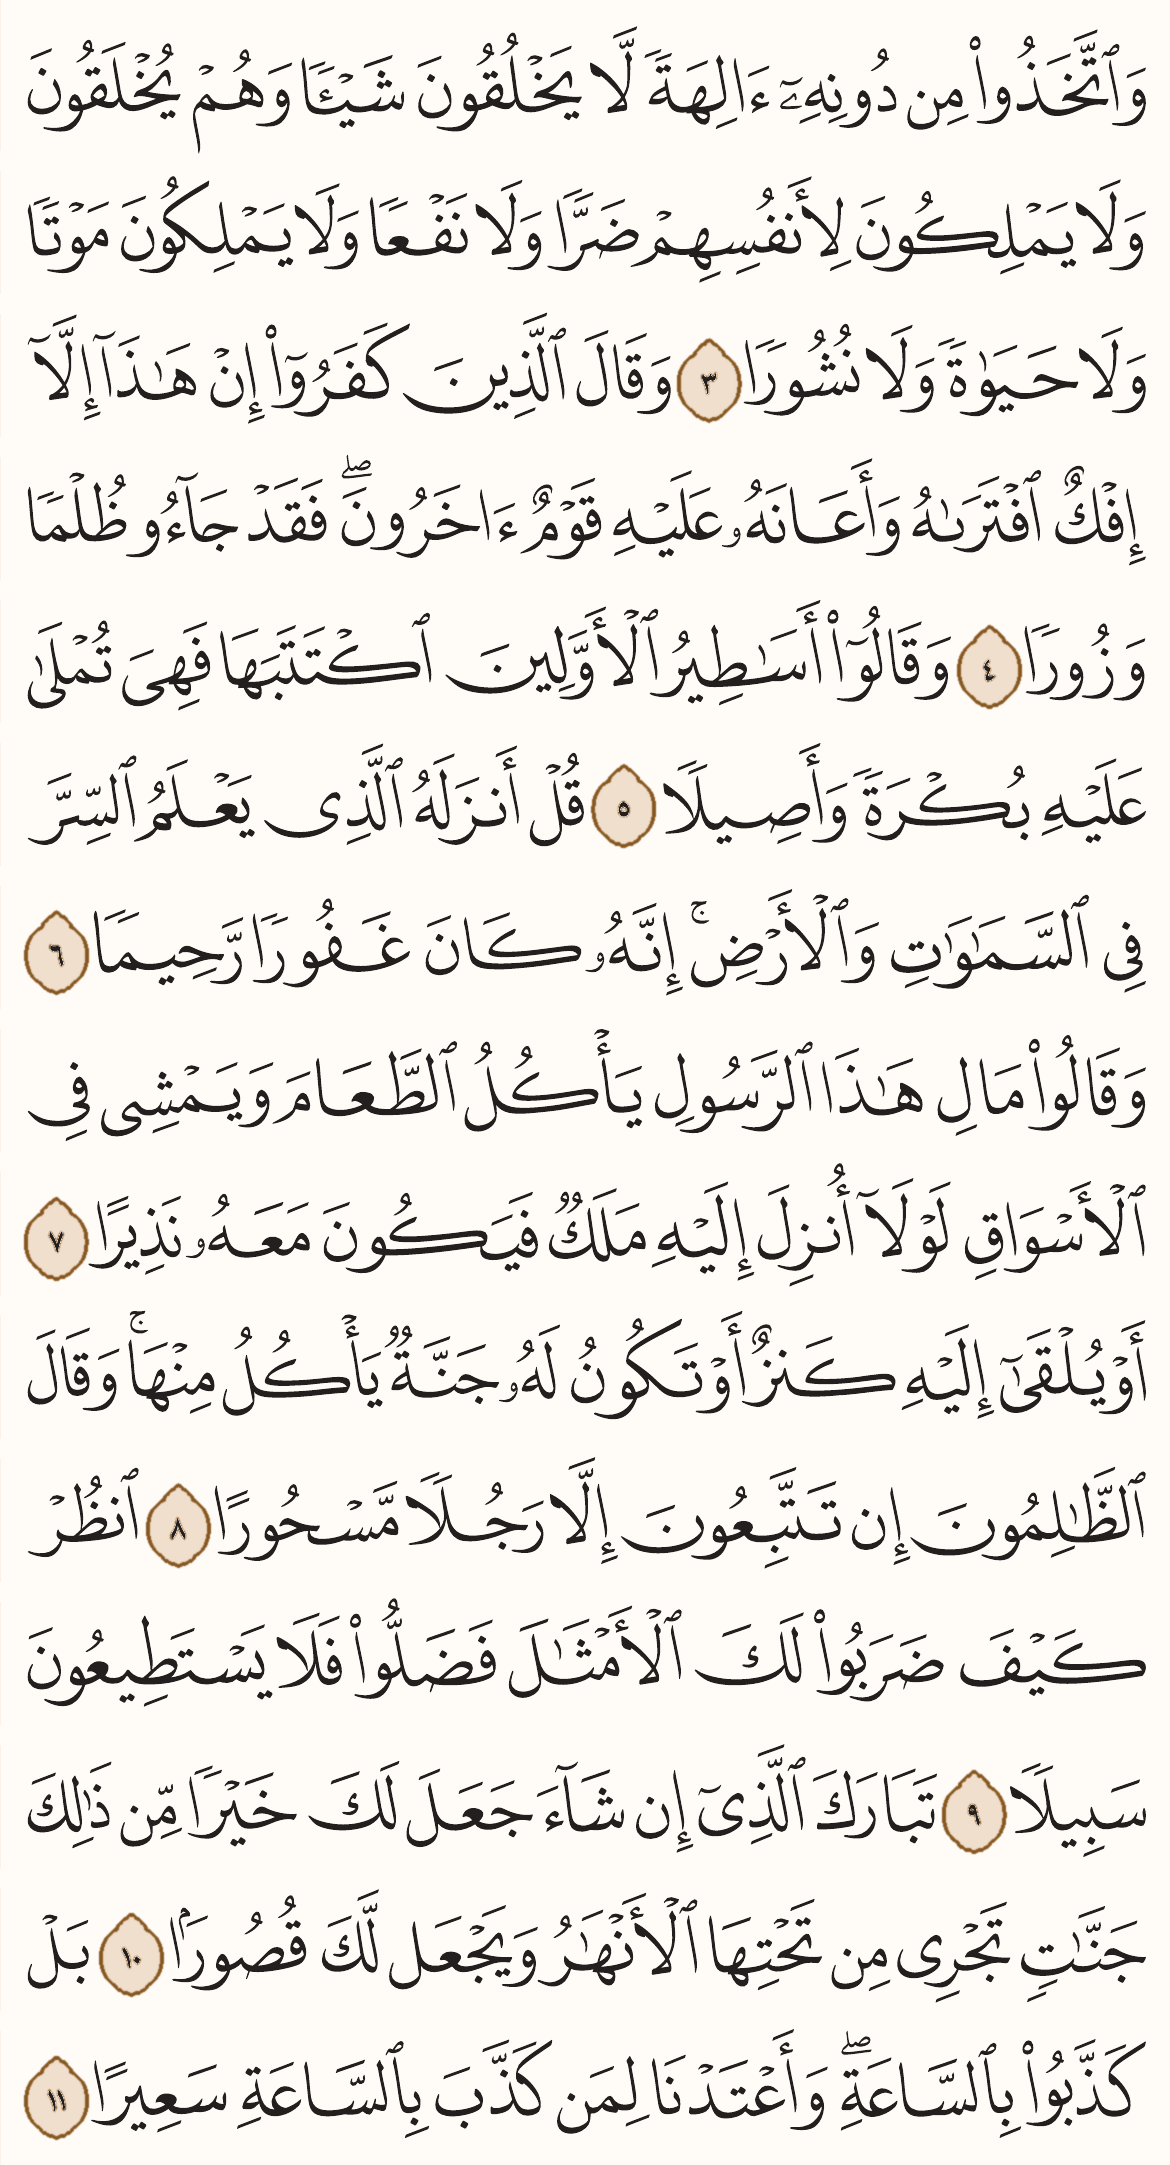 وَٱتَّخَذُوا۟ مِن دُونِهِۦٓ ءَالِهَةً لَّا يَخْلُقُونَ شَيْـًٔا وَهُمْ يُخْلَقُونَ
وَلَا يَمْلِكُونَ لِأَنفُسِهِمْ ضَرًّا وَلَا نَفْعًا وَلَا يَمْلِكُونَ مَوْتًا
وَلَا حَيَوٰةً وَلَا نُشُورًا ٣ وَقَالَ ٱلَّذِينَ كَفَرُوٓا۟ إِنْ هَـٰذَآ إِلَّآ
إِفْكٌ ٱفْتَرَىٰهُ وَأَعَانَهُۥ عَلَيْهِ قَوْمٌ ءَاخَرُونَ ۖ فَقَدْ جَآءُو ظُلْمًا
وَزُورًا ٤ وَقَالُوٓا۟ أَسَـٰطِيرُ ٱلْأَوَّلِينَ ٱكْتَتَبَهَا فَهِىَ تُمْلَىٰ
عَلَيْهِ بُكْرَةً وَأَصِيلًا ٥ قُلْ أَنزَلَهُ ٱلَّذِى يَعْلَمُ ٱلسِّرَّ
فِى ٱلسَّمَـٰوَٰتِ وَٱلْأَرْضِ ۚ إِنَّهُۥ كَانَ غَفُورًا رَّحِيمًا ٦
وَقَالُوا۟ مَالِ هَـٰذَا ٱلرَّسُولِ يَأْكُلُ ٱلطَّعَامَ وَيَمْشِى فِى
ٱلْأَسْوَاقِ لَوْلَآ أُنزِلَ إِلَيْهِ مَلَكٌ فَيَكُونَ مَعَهُۥ نَذِيرًا ٧
أَوْ يُلْقَىٰٓ إِلَيْهِ كَنزٌ أَوْ تَكُونُ لَهُۥ جَنَّةٌ يَأْكُلُ مِنْهَا ۚ وَقَالَ
ٱلظَّـٰلِمُونَ إِن تَتَّبِعُونَ إِلَّا رَجُلًا مَّسْحُورًا ٨ ٱنظُرْ
كَيْفَ ضَرَبُوا۟ لَكَ ٱلْأَمْثَـٰلَ فَضَلُّوا۟ فَلَا يَسْتَطِيعُونَ
سَبِيلًا ٩ تَبَارَكَ ٱلَّذِىٓ إِن شَآءَ جَعَلَ لَكَ خَيْرًا مِّن ذَٰلِكَ
جَنَّـٰتٍ تَجْرِى مِن تَحْتِهَا ٱلْأَنْهَـٰرُ وَيَجْعَل لَّكَ قُصُورًۢا ١٠ بَلْ
كَذَّبُوا۟ بِٱلسَّاعَةِ ۖ وَأَعْتَدْنَا لِمَن كَذَّبَ بِٱلسَّاعَةِ سَعِيرًا ١١